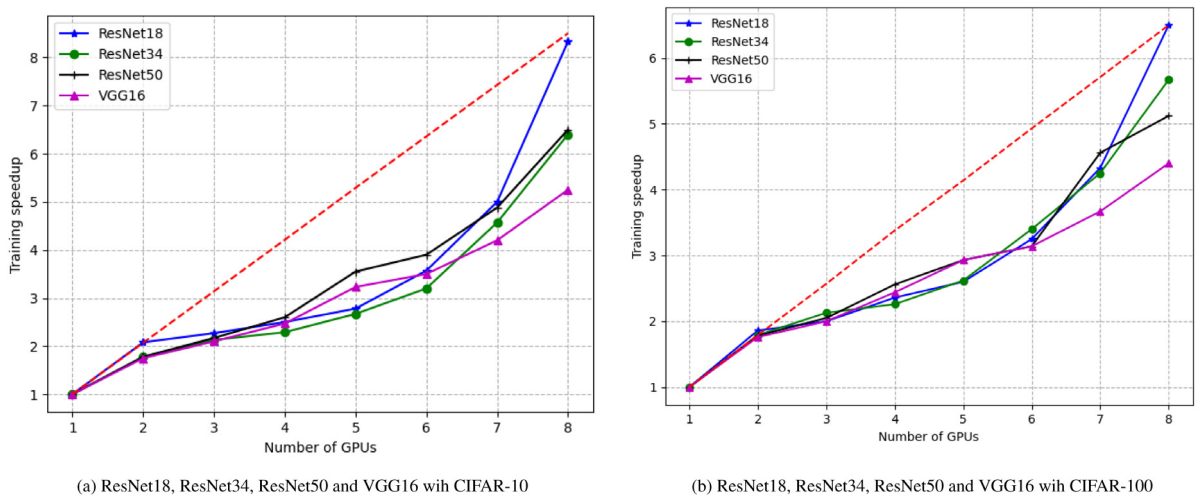 ResNet18
ResNet34
ResNet50
VGG16
Training speedup
8
7
6
5
4
3
2
1
1 2 3 4 5 6 7 8
Number of GPUs
(a) ResNet18, ResNet34, ResNet50 and VGG16 wih CIFAR-10
ResNet18
ResNet34
ResNet50
VGG16
Training speedup
6
5
4
3
2
1
1 2 3 4 5 6 7 8
Number of GPUs
(b) ResNet18, ResNet34, ResNet50 and VGG16 wih CIFAR-100